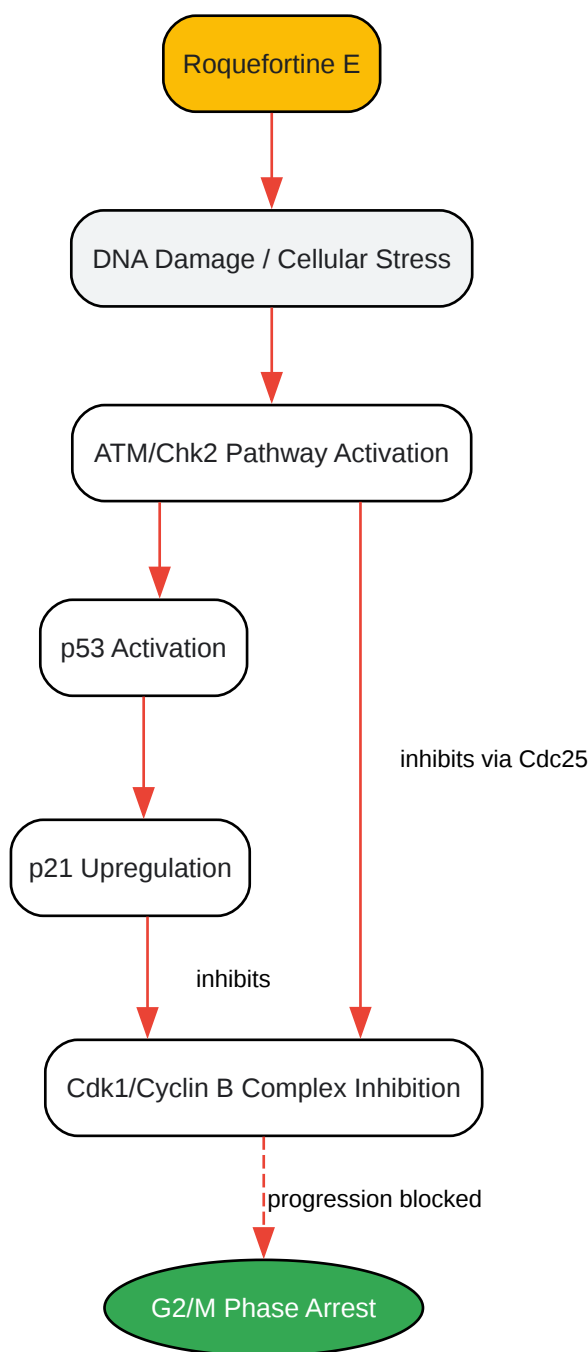 Roquefortine E
DNA Damage / Cellular Stress
ATM/Chk2 Pathway Activation
p53 Activation
inhibits via Cdc25
p21 Upregulation
inhibits
Cdk1/Cyclin B Complex Inhibition
progression blocked
G2/M Phase Arrest